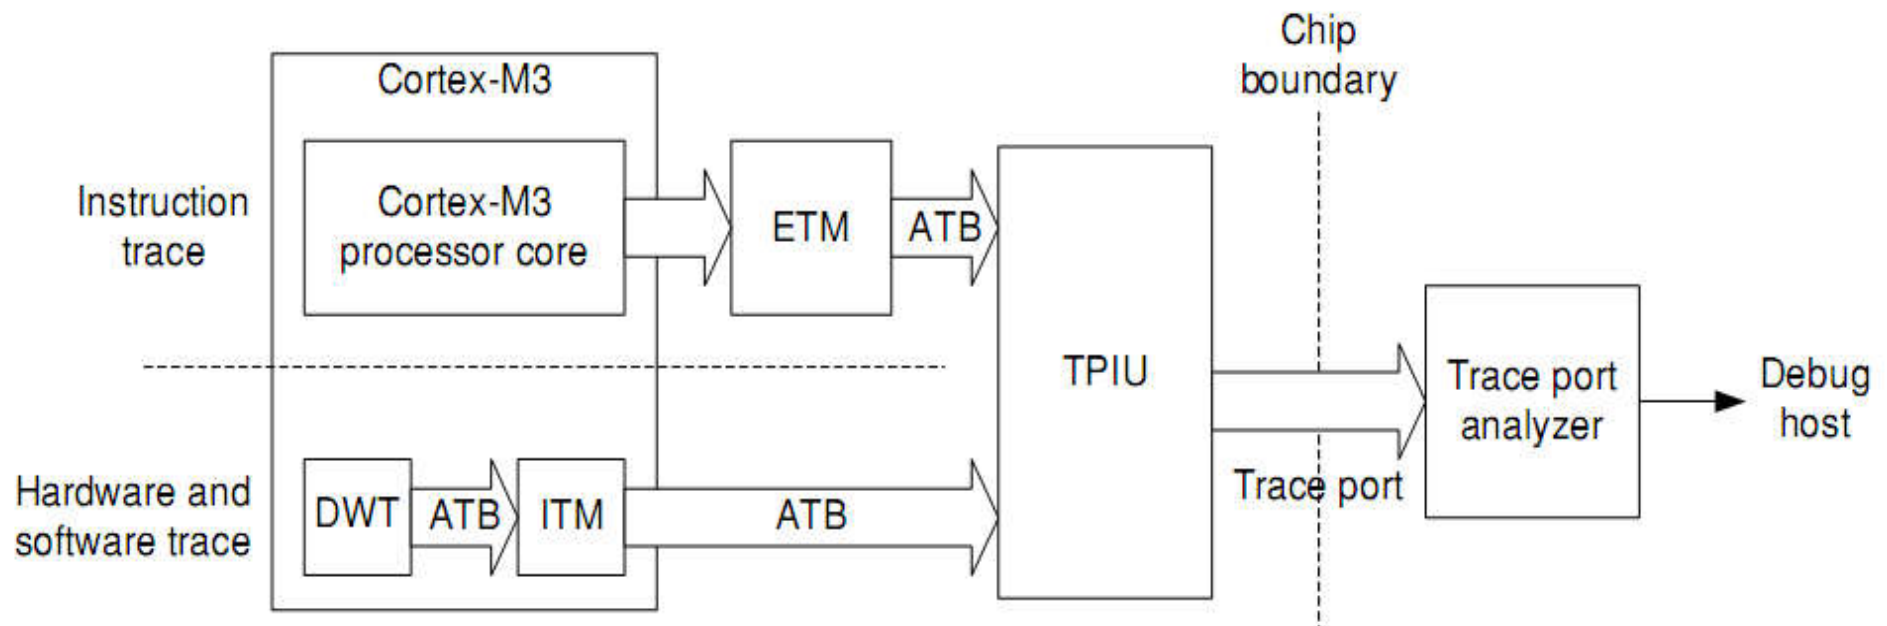 Chip
boundary
Cortex-M3
Instruction
trace
Cortex-M3
processor core
ETM
ATB
TPIU
Trace port
analyzer
Debug
host
Hardware and
software trace
DWT
ATB
ITM
ATB
Trace port